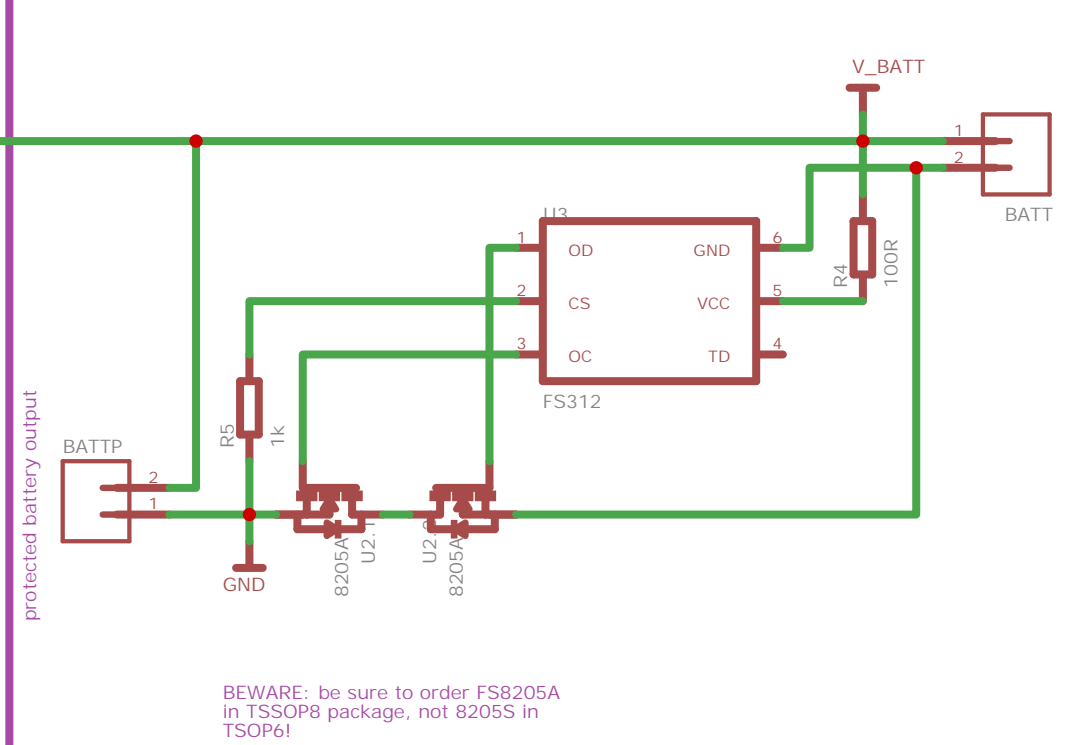 V_BATT
1
2
BATT
U3
1
OD
GND
6
R4
100R
2
CS
VCC
5
3
OC
TD
4
FS312
protected battery output
BATTP
R5
1k
2
1
8205A
U2.1
8205A
GND
BEWARE: be sure to order FS8205A
in TSSOP8 package, not 8205S in
TSOP6!